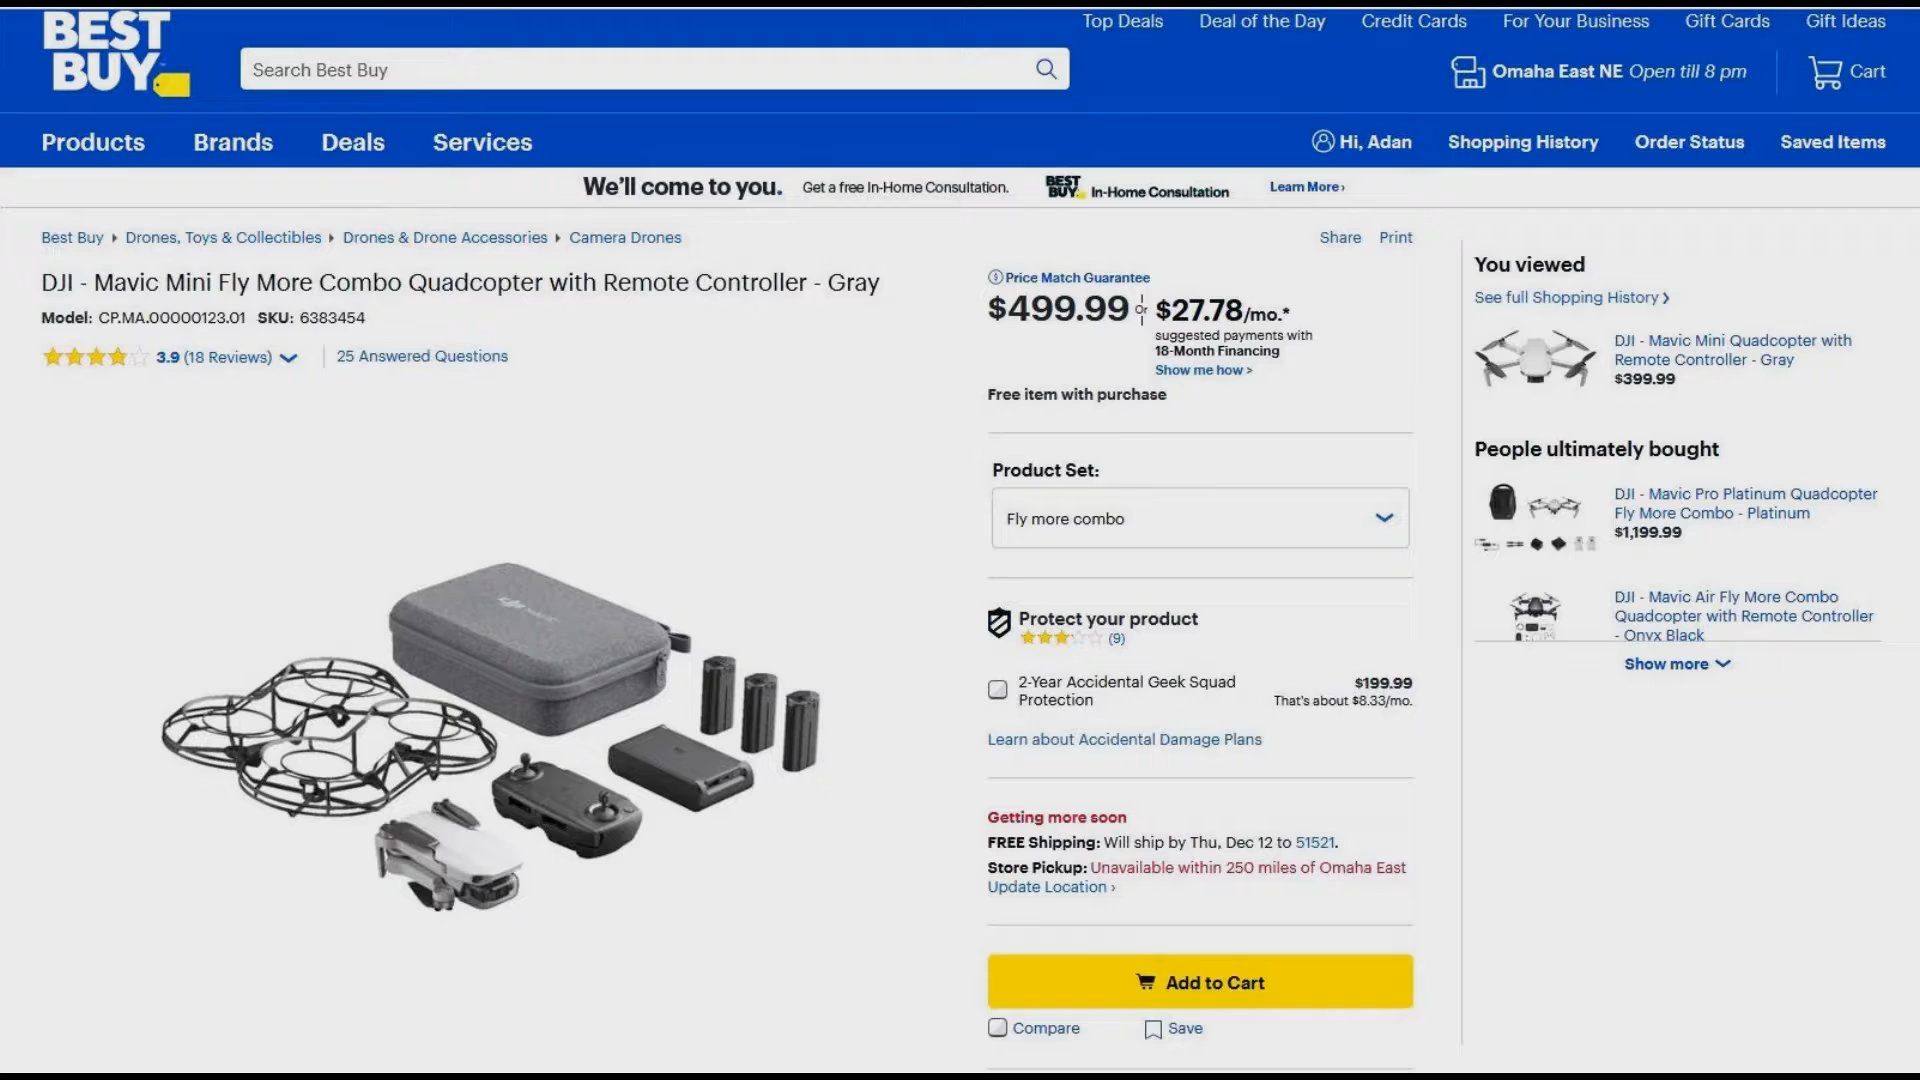 BEST
BUY
Top Deals Deal of the Day Credit Cards For Your Business Gift Cards Gift Ideas
Search Best Buy
Omaha East NE Open till 8 pm
Cart
Products Brands Deals Services
Hi, Adan Shopping History Order Status Saved Items
We'll come to you. Get a free In-Home Consultation.
BEST
BUY In-Home Consultation
Learn More›
Best Buy Drones, Toys & Collectibles Drones & Drone Accessories Camera Drones
Share Print
DJI - Mavic Mini Fly More Combo Quadcopter with Remote Controller - Gray
Model: CP.MA.00000123.01 SKU: 6383454
3.9 (18 Reviews) 25 Answered Questions
Price Match Guarantee
$499.99 Or $27.78/mo.*
suggested payments with
18-Month Financing
Show me how >
Free item with purchase
Product Set:
Fly more combo
Protect your product
(9)
2-Year Accidental Geek Squad
Protection
$199.99
That's about $8.33/mo.
Learn about Accidental Damage Plans
Getting more soon
FREE Shipping: Will ship by Thu, Dec 12 to 51521.
Store Pickup: Unavailable within 250 miles of Omaha East
Update Location ›
Add to Cart
Compare Save
You viewed
See full Shopping History ›
DJI - Mavic Mini Quadcopter with
Remote Controller - Gray
$399.99
People ultimately bought
DJI - Mavic Pro Platinum Quadcopter
Fly More Combo - Platinum
$1,199.99
DJI - Mavic Air Fly More Combo
Quadcopter with Remote Controller
- Onyx Black
Show more